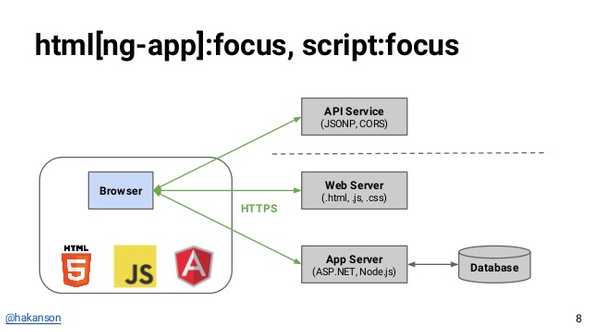 html[ng-app]:focus, script:focus
API Service
(JSONP, CORS)
Browser
Web Server
(.html, .js, .css)
HTTPS
HTML
5
JS
A
App Server
(ASP.NET, Node.js)
Database
@hakanson
8